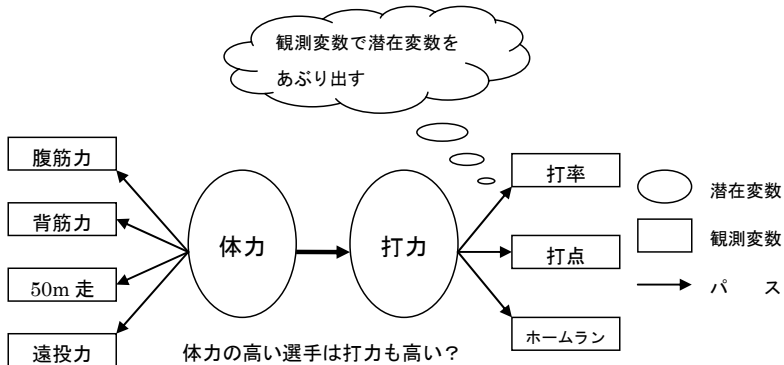 観測変数で潜在変数を
あぶり出す
腹筋力
背筋力
50m 走
遠投力
体力
打力
打率
打点
ホームラン
潜在変数
観測変数
パ　ス
体力の高い選手は打力も高い？